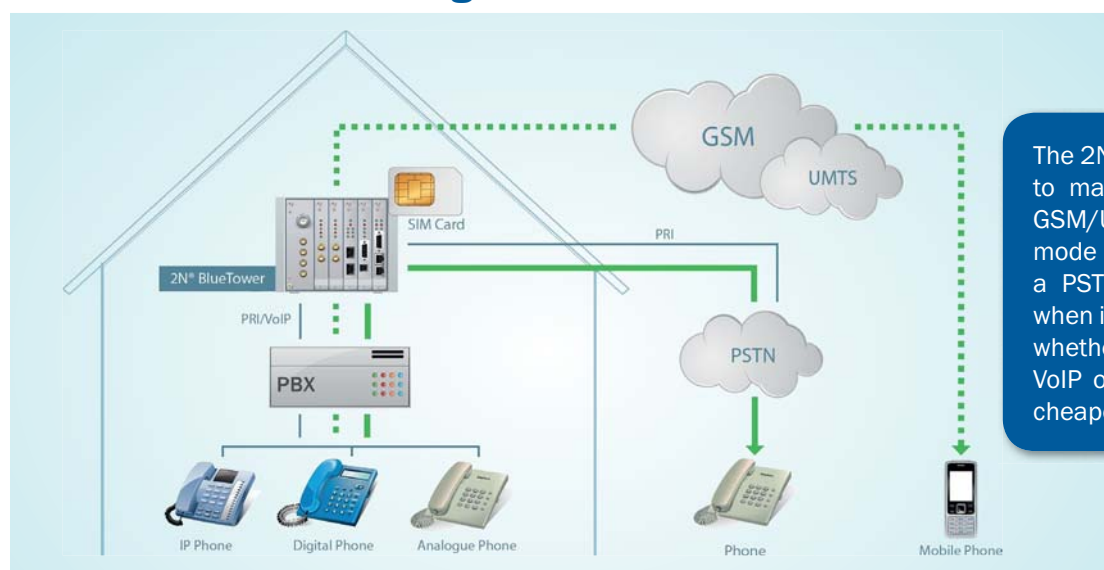 GSM
UMTS
SIM Card
PRI
2N® BlueTower
PRI/VoIP
PBX
PSTN
IP Phone
Digital Phone
Analogue Phone
Phone
Mobile Phone
The 2N
to ma
GSM/U
mode
a PST
when i
wheth
VoIP o
cheap